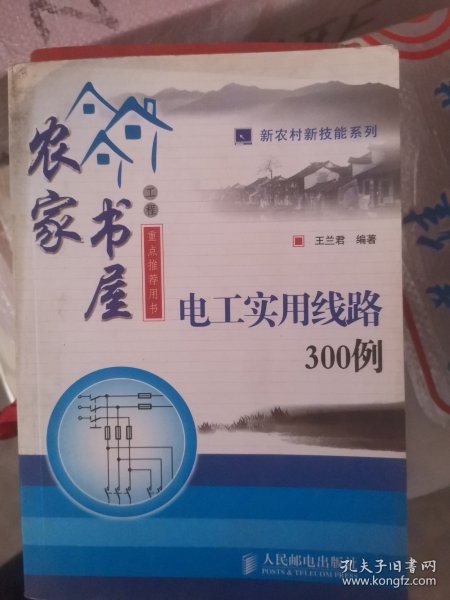 农家书屋
工程
重点推荐用书
新农村新技能系列
王兰君 编著
电工实用线路
300例
人民邮电出版社
POSTS & TELECOM PRESS
孔夫子旧书网
kongfz.com